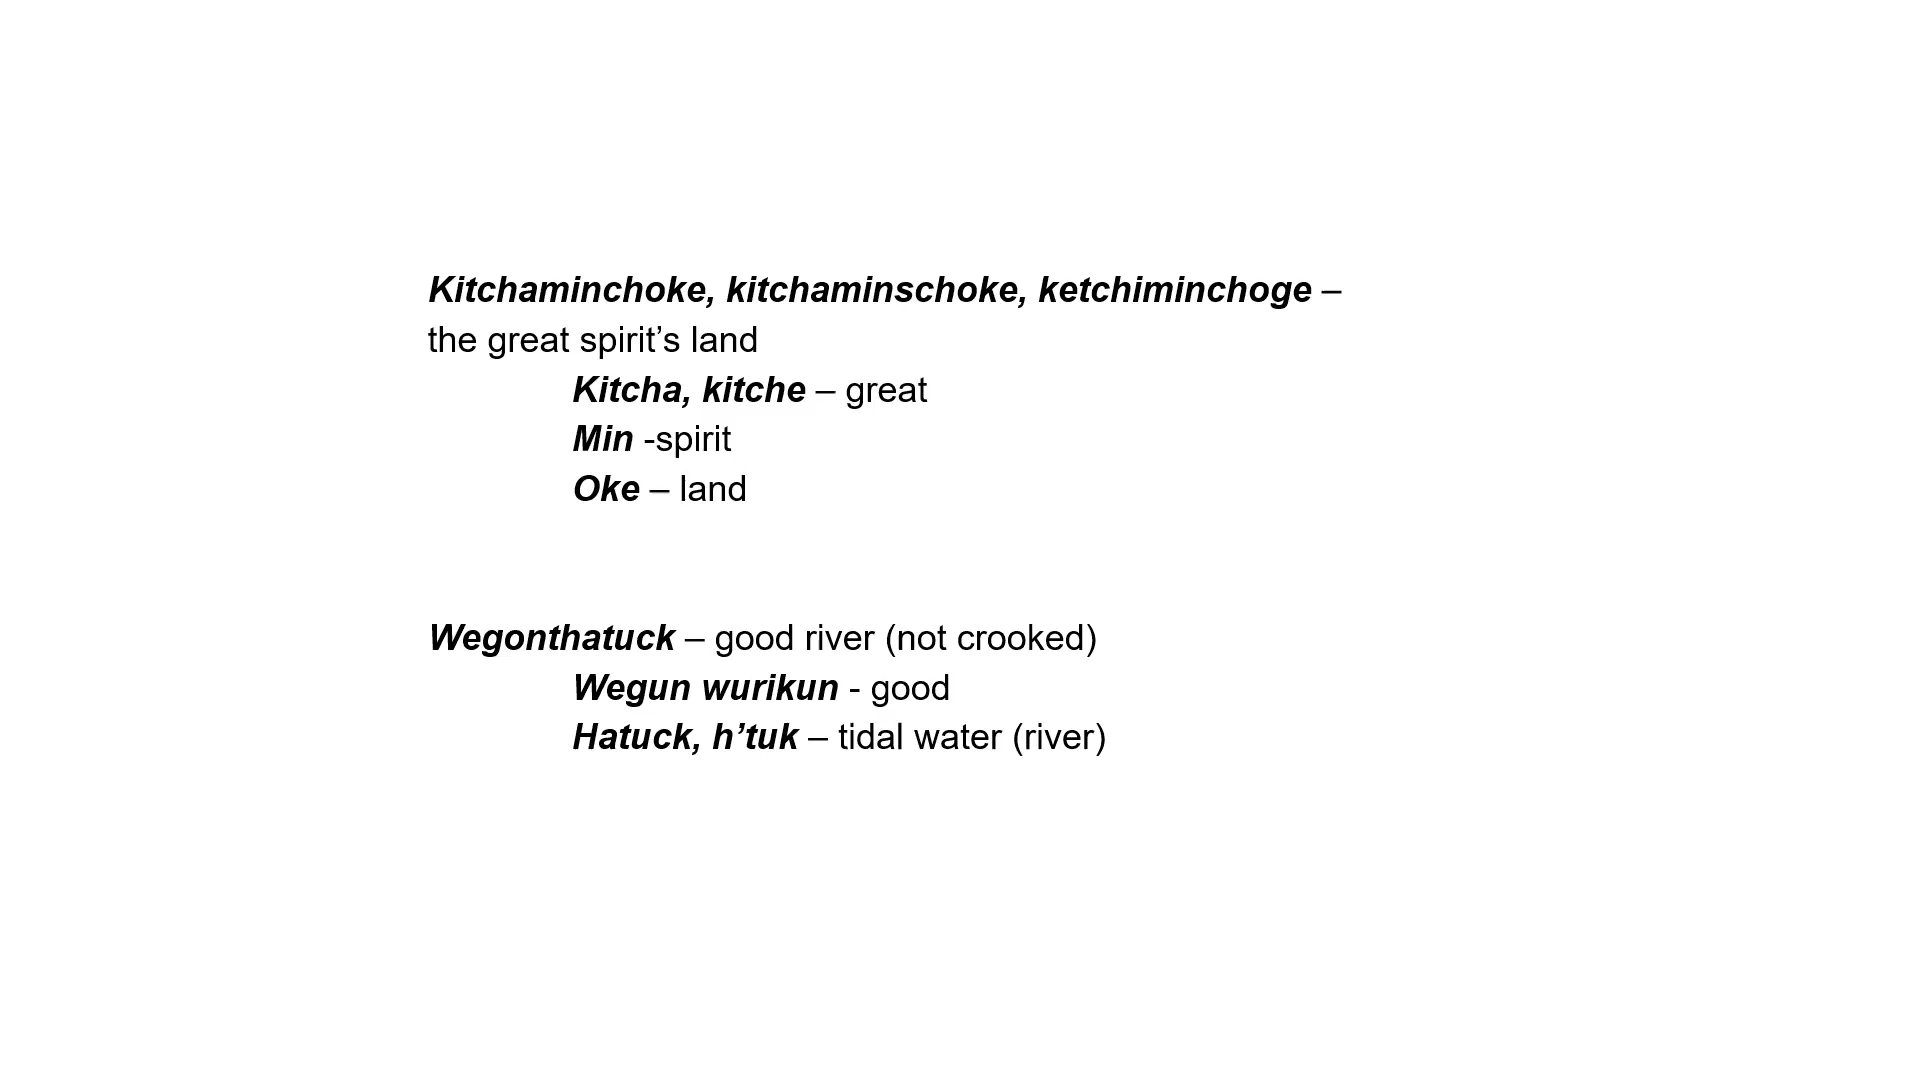 Kitchaminchoke, kitchaminschoke, ketchiminchoge –
the great spirit’s land
Kitcha, kitche – great
Min -spirit
Oke – land
Wegonthatuck – good river (not crooked)
Wegun wurikun - good
Hatuck, h’tuk – tidal water (river)